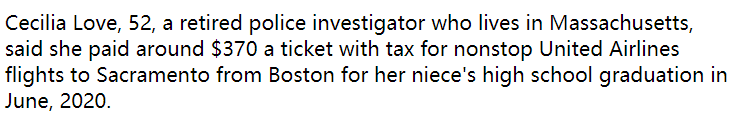 Cecilia Love, 52, a retired police investigator who lives in Massachusetts,
said she paid around $370 a ticket with tax for nonstop United Airlines
flights to Sacramento from Boston for her niece's high school graduation in
June, 2020.